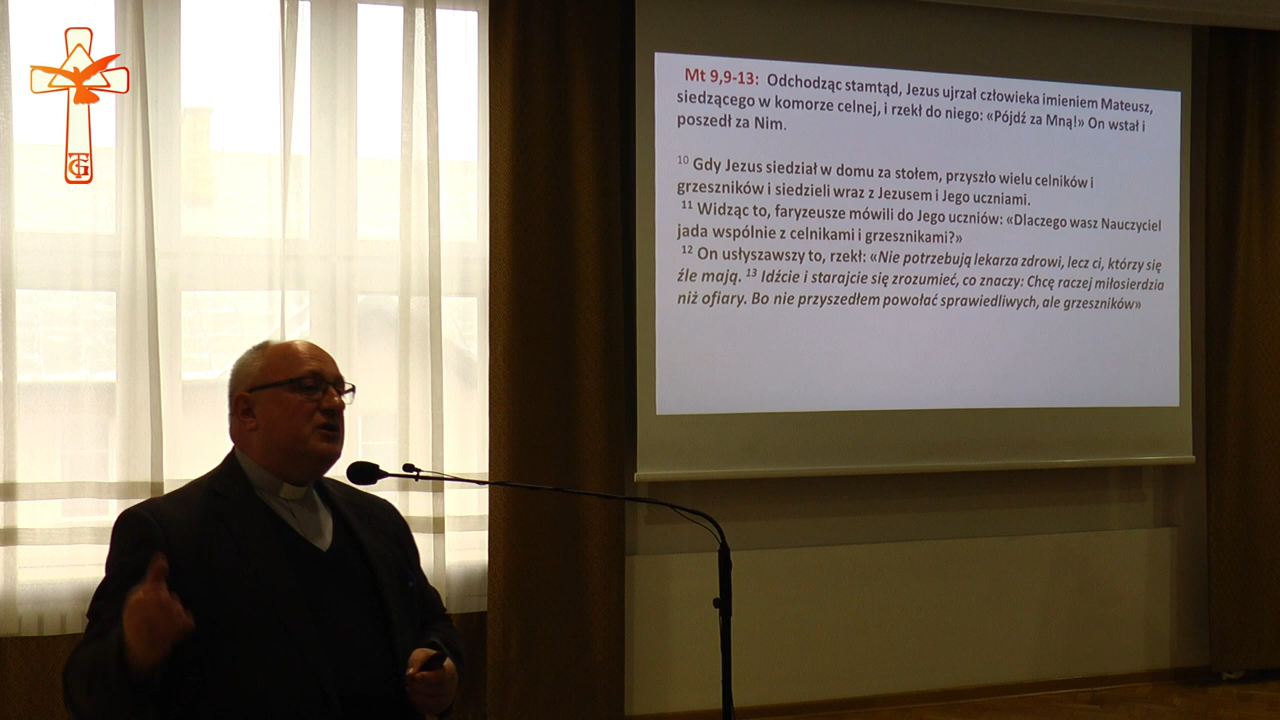 Mt 9,9-13: Odchodząc stamtąd, Jezus ujrzał człowieka imieniem Mateusz,
siedzącego w komorze celnej, i rzekł do niego: «Pójdź za Mną!» On wstał i
poszedł za Nim.
10 Gdy Jezus siedział w domu za stołem, przyszło wielu celników i
grzeszników i siedzieli wraz z Jezusem i Jego uczniami.
11 Widząc to, faryzeusze mówili do Jego uczniów: «Dlaczego wasz Nauczyciel
jada wspólnie z celnikami i grzesznikami?»
12 On usłyszawszy to, rzekł: «Nie potrzebują lekarza zdrowi, lecz ci, którzy się
źle mają. 13 Idźcie i starajcie się zrozumieć, co znaczy: Chcę raczej miłosierdzia
niż ofiary. Bo nie przyszedłem powołać sprawiedliwych, ale grzeszników»